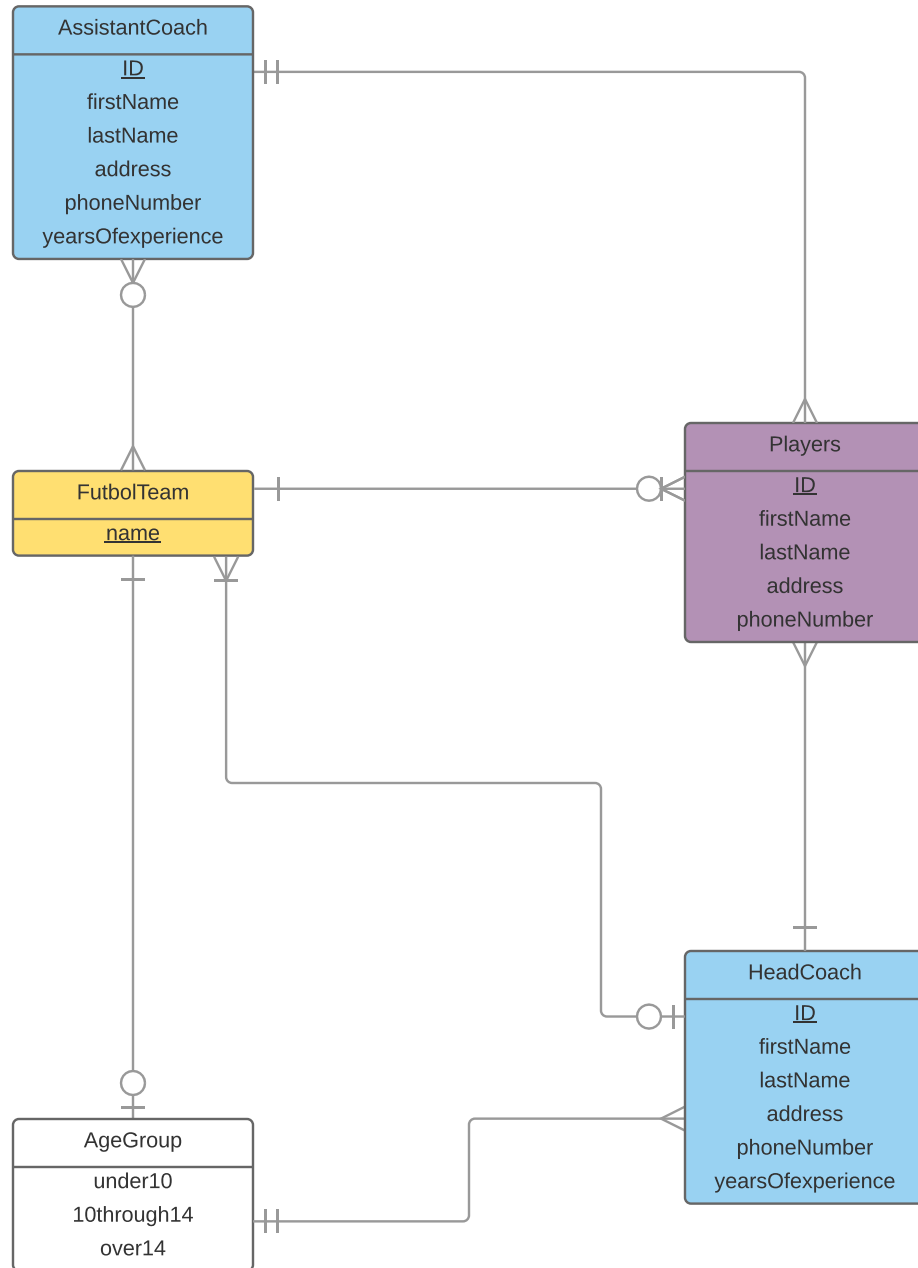 AssistantCoach
ID
firstName
lastName
address
phoneNumber
yearsOfexperience
FutbolTeam
name
Players
ID
firstName
lastName
address
phoneNumber
HeadCoach
ID
firstName
lastName
address
phoneNumber
yearsOfexperience
AgeGroup
under10
10through14
over14